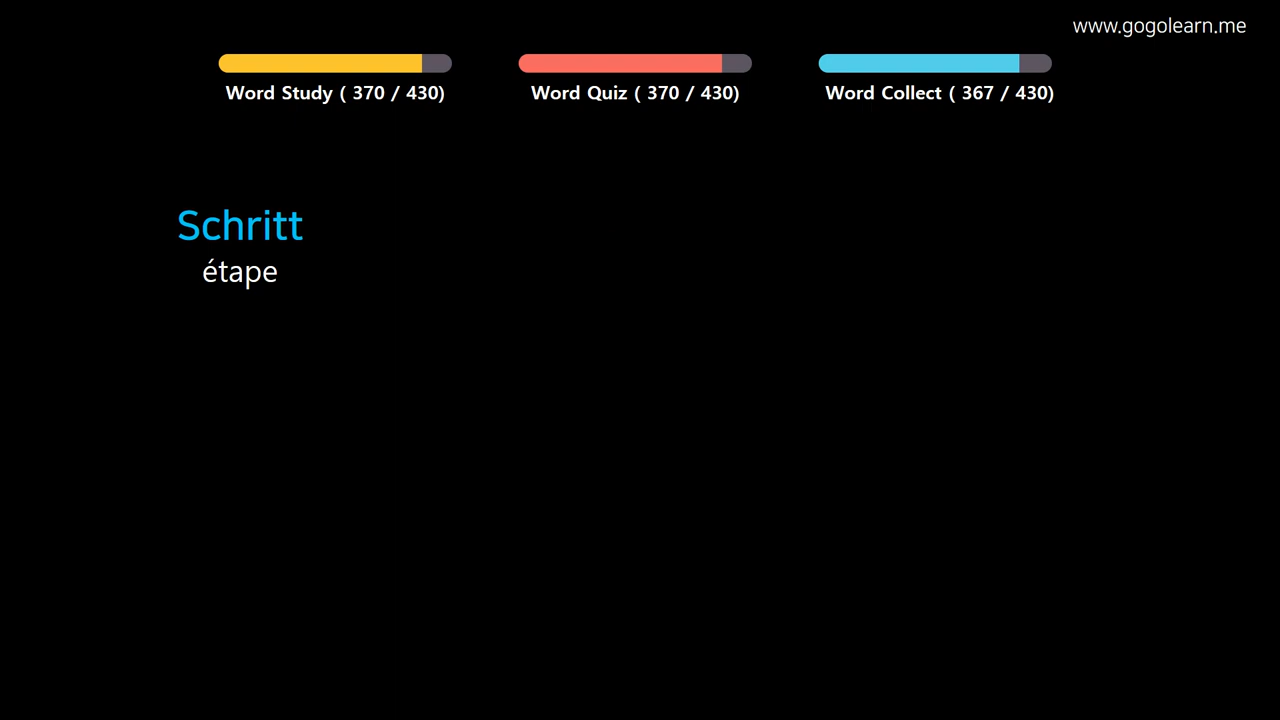 www.gogolearn.me
Word Study ( 370 / 430)
Word Quiz ( 370 / 430)
Word Collect ( 367 / 430)
Schritt
étape